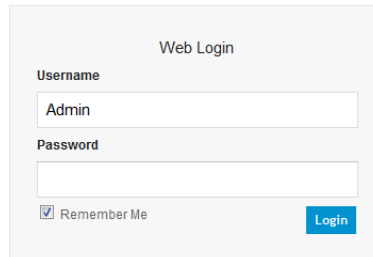 Web Login
Username
Admin
Password
Remember Me
Login